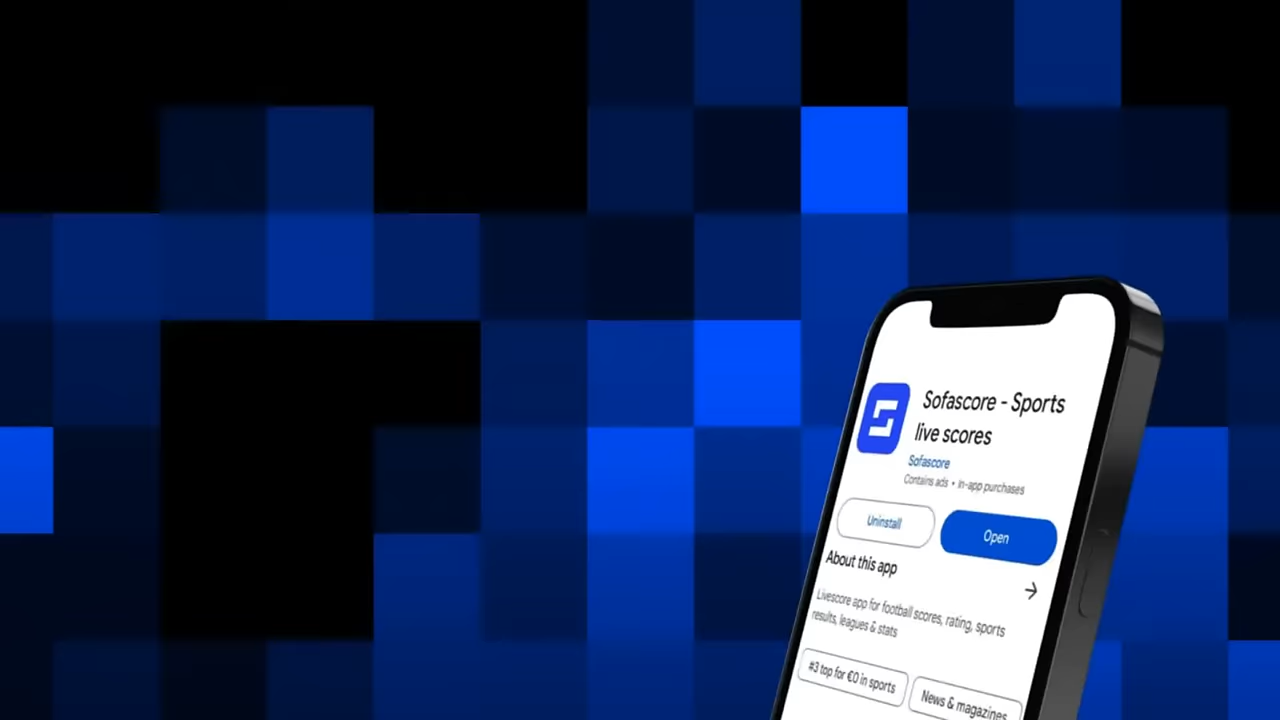 Sofascore - Sports
live scores
Sofascore
Contains ads • In-app purchases
Uninstall
Open
About this app
Livescore app for football scores, rating, sports
results, leagues & stats
#3 top for €0 in sports
News & magazines